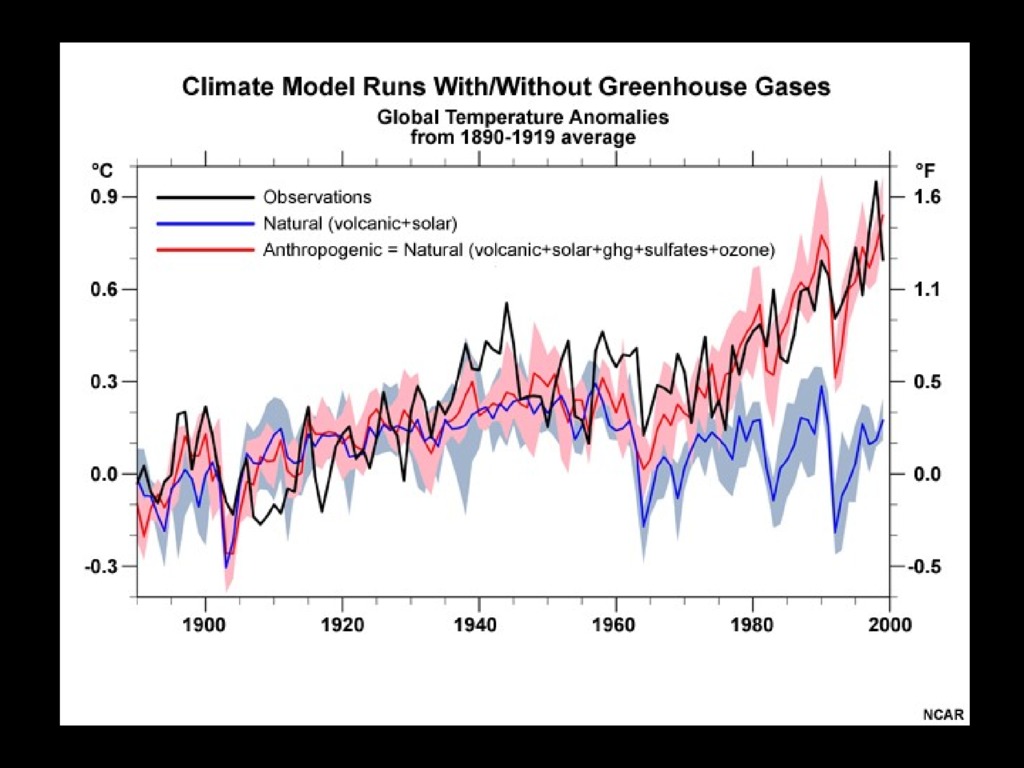 Climate Model Runs With/Without Greenhouse Gases
Global Temperature Anomalies
from 1890-1919 average
°C
°F
0.9
1.6
Observations
Natural (volcanic+solar)
Anthropogenic = Natural (volcanic+solar+ghg+sulfates+ozone)
0.6
1.1
0.3
0.5
0.0
0.0
-0.3
-0.5
1900
1920
1940
1960
1980
2000
NCAR